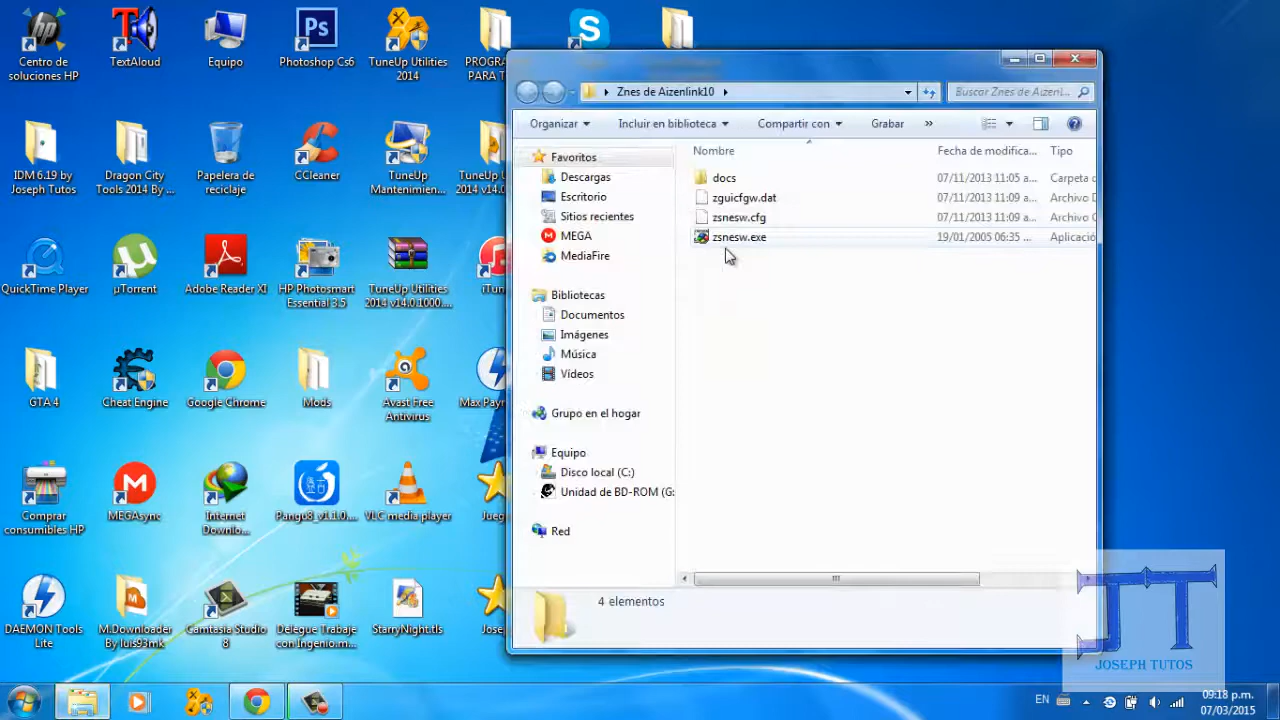 Centro de
soluciones HP
TextAloud
Equipo
Ps
Photoshop Cs6
TuneUp Utilities
2014
PROGRA
PARA T
S
Znes de Aizenlink10
Buscar Znes de Aizenl...
Organizar
Incluir en biblioteca
Compartir con
Grabar
»
Favoritos
Descargas
Escritorio
Sitios recientes
MEGA
MediaFire
Bibliotecas
Documentos
Imágenes
Música
Vídeos
Grupo en el hogar
Equipo
Disco local (C:)
Unidad de BD-ROM (G:
Red
Nombre
Fecha de modifica...
Tipo
docs
07/11/2013 11:05 a...
Carpeta d
zguicfgw.dat
07/11/2013 11:09 a...
Archivo D
zsnesw.cfg
07/11/2013 11:09 a...
Archivo C
zsnesw.exe
19/01/2005 06:35 ...
Aplicació
4 elementos
IDM 6.19 by
Joseph Tutos
Dragon City
Tools 2014 By ...
Papelera de
reciclaje
CCleaner
TuneUp
Mantenimien...
TuneUp
2014 v14.0
QuickTime Player
µTorrent
Adobe Reader XI
HP Photosmart
Essential 3.5
TuneUp Utilities
2014 v14.0.1000....
iTu
GTA 4
Cheat Engine
Google Chrome
Mods
Avast Free
Antivirus
Max Payn
Comprar
consumibles HP
MEGAsync
Internet
Downlo...
Pangu8_v1.1.0....
VLC media player
Jueg
DAEMON Tools
Lite
M.Downloader
By luis93mk
Camtasia Studio
8
Delegue Trabaje
con Ingenio.m...
StarryNight.tls
Jose
JT
JOSEPH TUTOS
EN
09:18 p.m.
07/03/2015